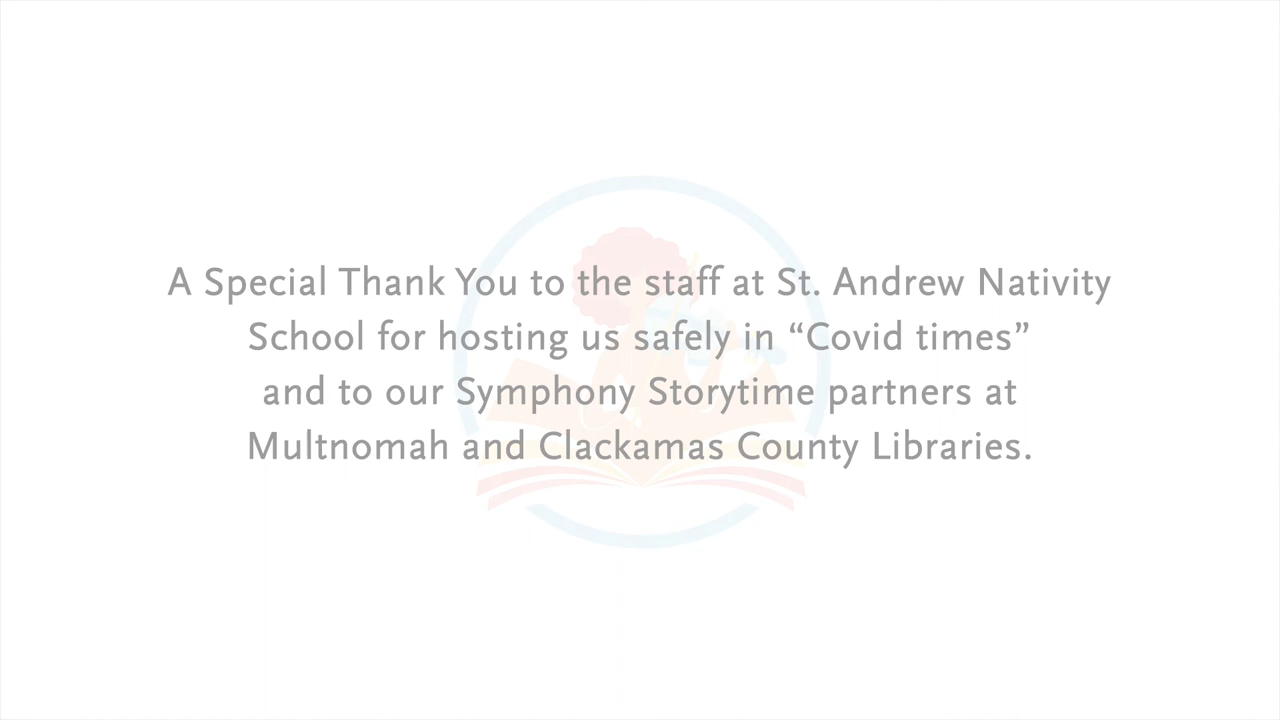 A Special Thank You to the staff at St. Andrew Nativity
School for hosting us safely in “Covid times”
and to our Symphony Storytime partners at
Multnomah and Clackamas County Libraries.